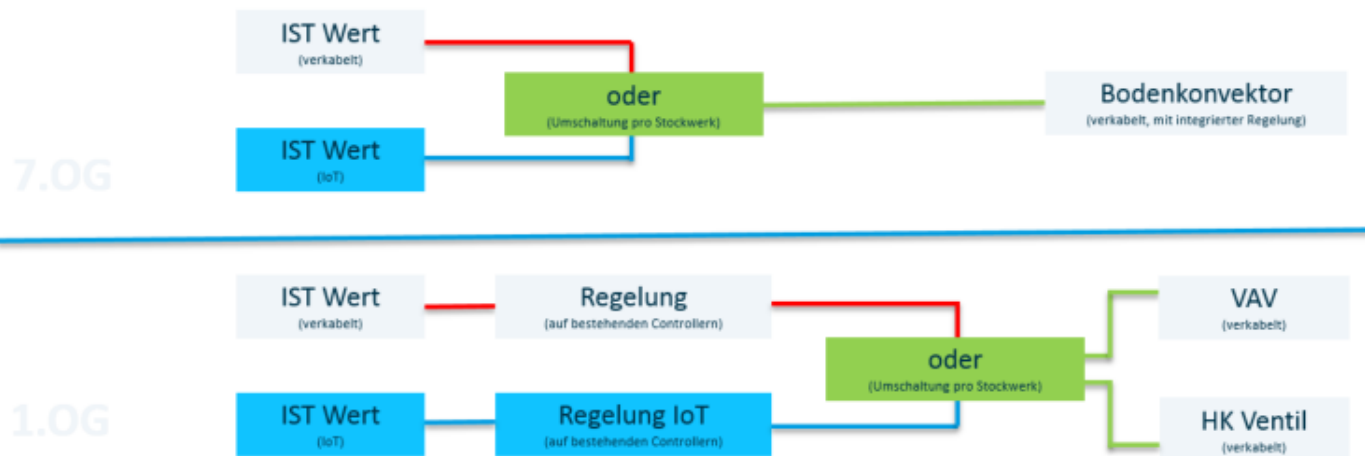 IST Wert
(verkabelt)
oder
(Umschaltung pro Stockwerk)
Bodenkonvektor
(verkabelt, mit integrierter Regelung)
IST Wert
(IoT)
7.OG
IST Wert
(verkabelt)
Regelung
(auf bestehenden Controllern)
VAV
(verkabelt)
oder
(Umschaltung pro Stockwerk)
1.OG
IST Wert
(IoT)
Regelung IoT
(auf bestehenden Controllern)
HK Ventil
(verkabelt)